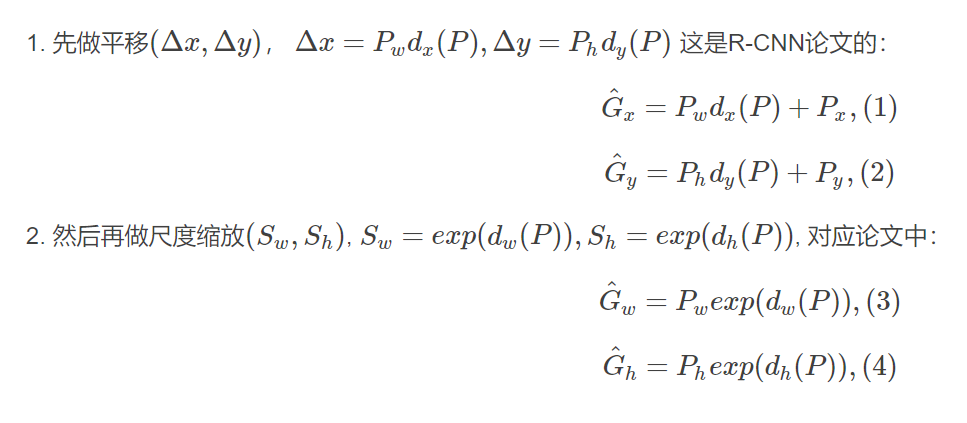 1. 先做平移(Δx, Δy)， Δx = P_w d_x(P), Δy = P_h d_y(P) 这是R-CNN论文的：
Ĝ_x = P_w d_x(P) + P_x, (1)
Ĝ_y = P_h d_y(P) + P_y, (2)
2. 然后再做尺度缩放(S_w, S_h), S_w = exp(d_w(P)), S_h = exp(d_h(P)), 对应论文中：
Ĝ_w = P_w exp(d_w(P)), (3)
Ĝ_h = P_h exp(d_h(P)), (4)